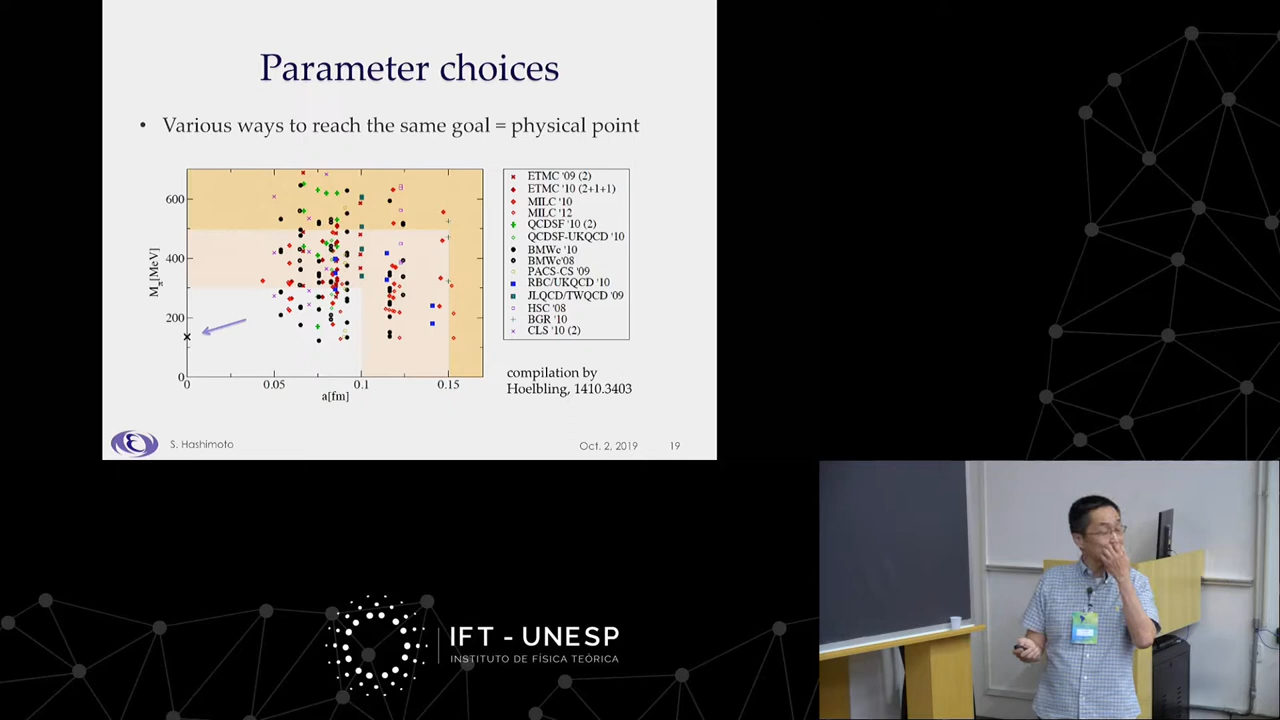 Parameter choices
• Various ways to reach the same goal = physical point
600
400
200
0
Mπ[MeV]
0
0.05
0.1
0.15
a[fm]
ETMC '09 (2)
ETMC '10 (2+1+1)
MILC '10
MILC '12
QCDSF '10 (2)
QCDSF-UKQCD '10
BMWc '10
BMWc'08
PACS-CS '09
RBC/UKQCD '10
JLQCD/TWQCD '09
HSC '08
BGR '10
CLS '10 (2)
compilation by
Hoelbling, 1410.3403
S. Hashimoto
Oct. 2, 2019
19
IFT - UNESP
INSTITUTO DE FÍSICA TEÓRICA